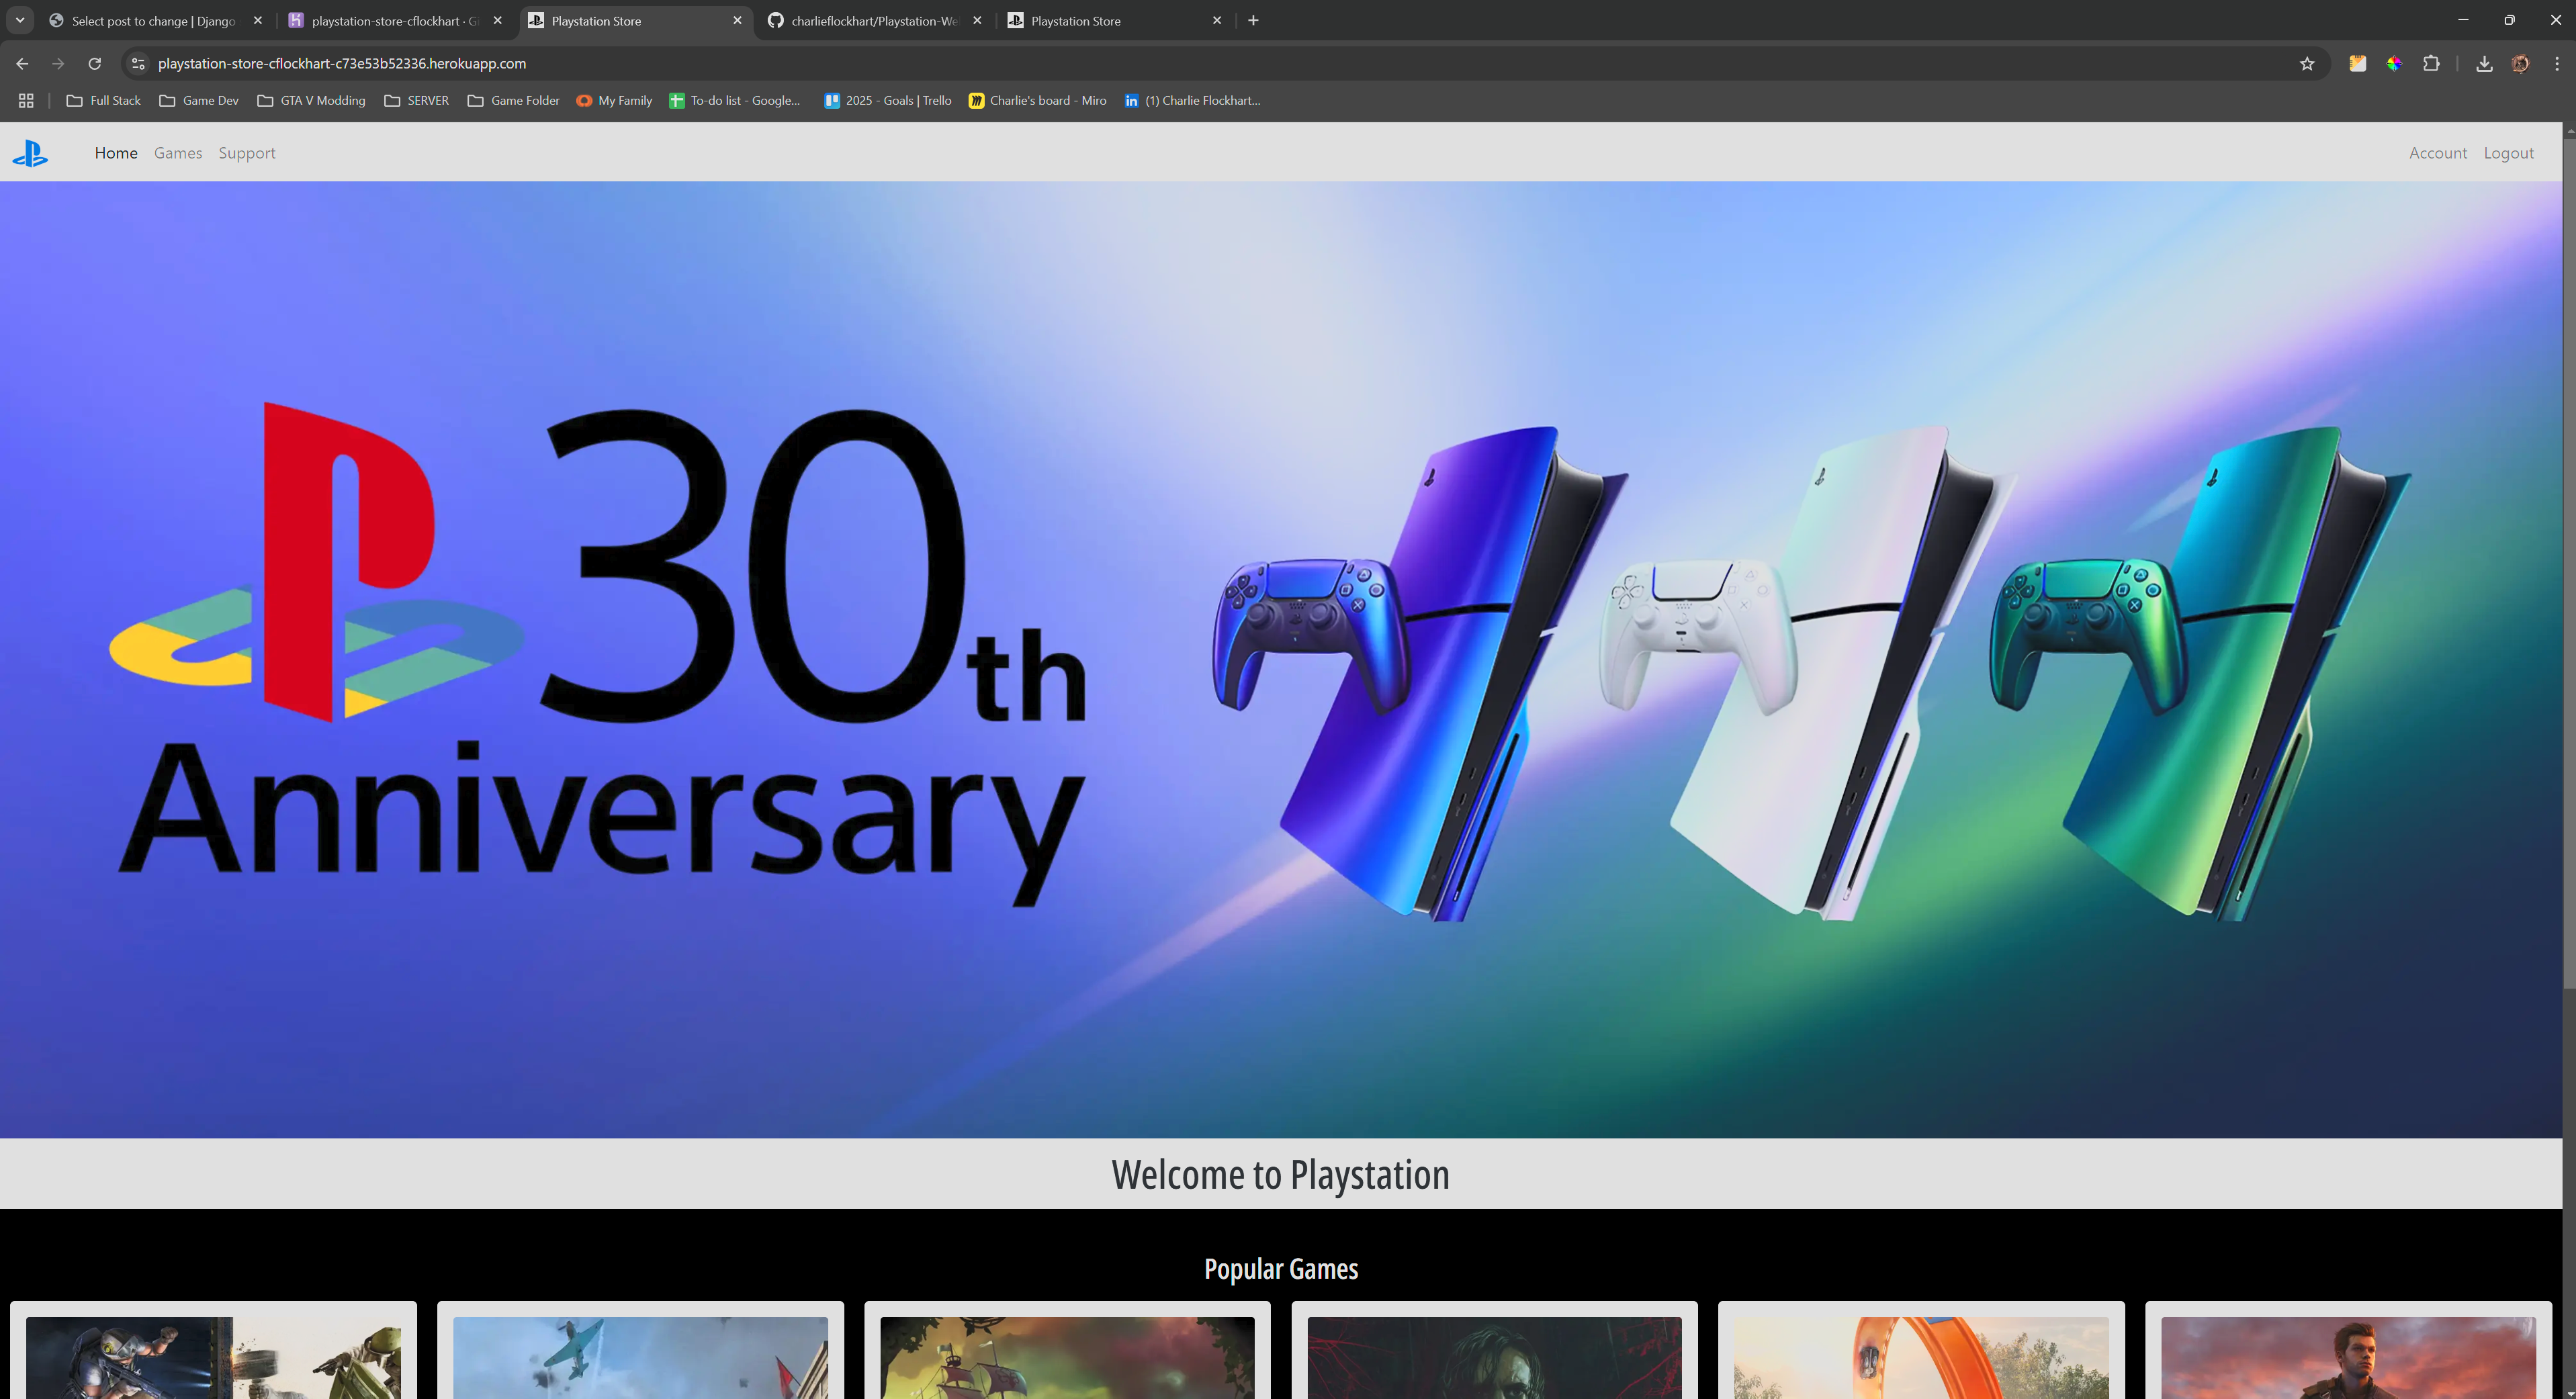 Select post to change | Django
playstation-store-cflockhart · Gi
Playstation Store
charlieflockhart/Playstation-We
Playstation Store
playstation-store-cflockhart-c73e53b52336.herokuapp.com
Full Stack
Game Dev
GTA V Modding
SERVER
Game Folder
My Family
To-do list - Google...
2025 - Goals | Trello
Charlie's board - Miro
(1) Charlie Flockhart...
Home
Games
Support
Account
Logout
30th
Anniversary
Welcome to Playstation
Popular Games